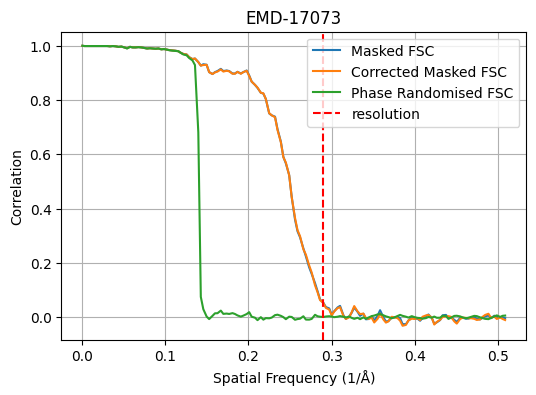 EMD-17073
Masked FSC
Corrected Masked FSC
Phase Randomised FSC
resolution
Correlation
1.0
0.8
0.6
0.4
0.2
0.0
0.0 0.1 0.2 0.3 0.4 0.5
Spatial Frequency (1/Å)